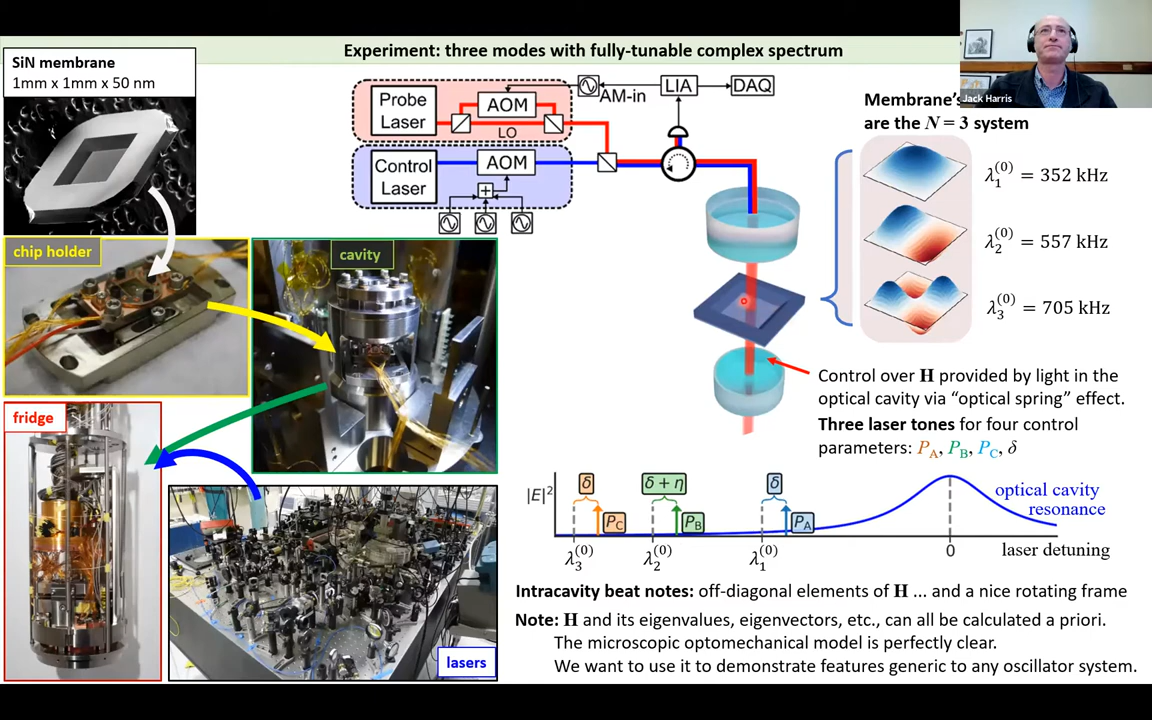 Experiment: three modes with fully-tunable complex spectrum
Jack Harris
SiN membrane
1mm x 1mm x 50 nm
chip holder
cavity
fridge
lasers
Probe
Laser
AOM
LO
AM-in
LIA
DAQ
Control
Laser
AOM
+
Membrane's
are the N = 3 system
λ₁⁽⁰⁾ = 352 kHz
λ₂⁽⁰⁾ = 557 kHz
λ₃⁽⁰⁾ = 705 kHz
Control over H provided by light in the
optical cavity via “optical spring” effect.
Three laser tones for four control
parameters: P_A, P_B, P_C, δ
|E|²
δ
δ + η
δ
P_C
P_B
P_A
λ₃⁽⁰⁾
λ₂⁽⁰⁾
λ₁⁽⁰⁾
0
optical cavity
resonance
laser detuning
Intracavity beat notes: off-diagonal elements of H ... and a nice rotating frame
Note: H and its eigenvalues, eigenvectors, etc., can all be calculated a priori.
The microscopic optomechanical model is perfectly clear.
We want to use it to demonstrate features generic to any oscillator system.